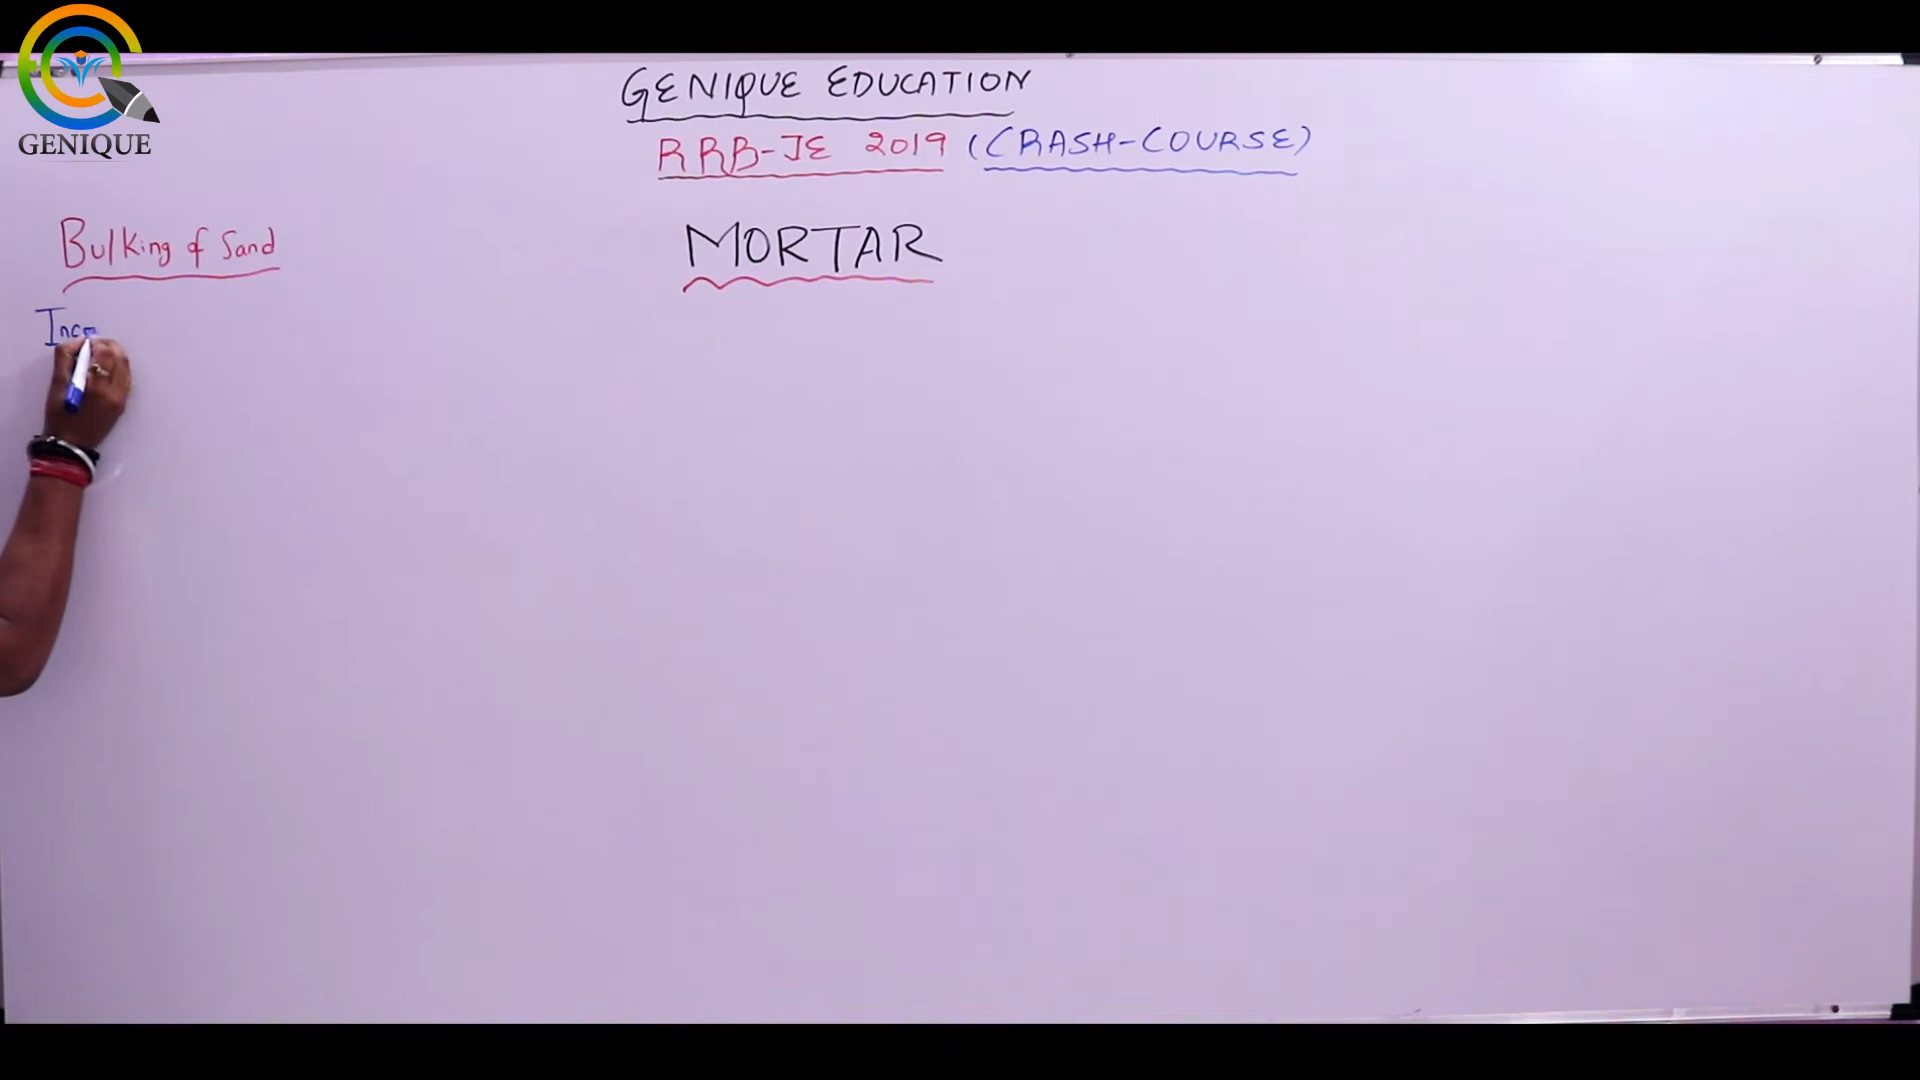 GENIQUE
GENIQUE EDUCATION
RRB-JE 2019 (CRASH-COURSE)
Bulking of Sand
MORTAR